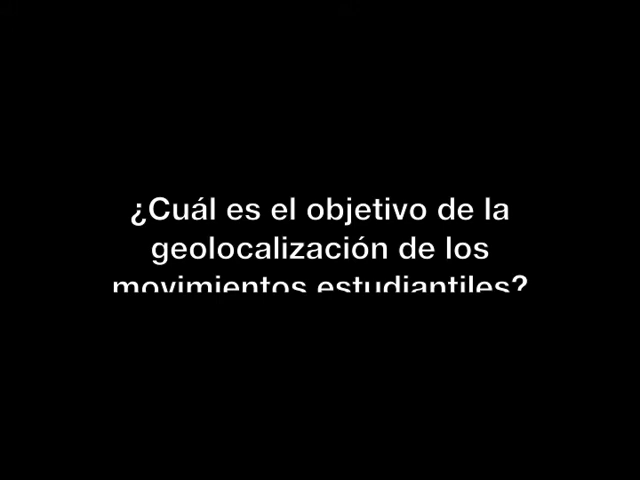 ¿Cuál es el objetivo de la
geolocalización de los
movimientos estudiantiles?